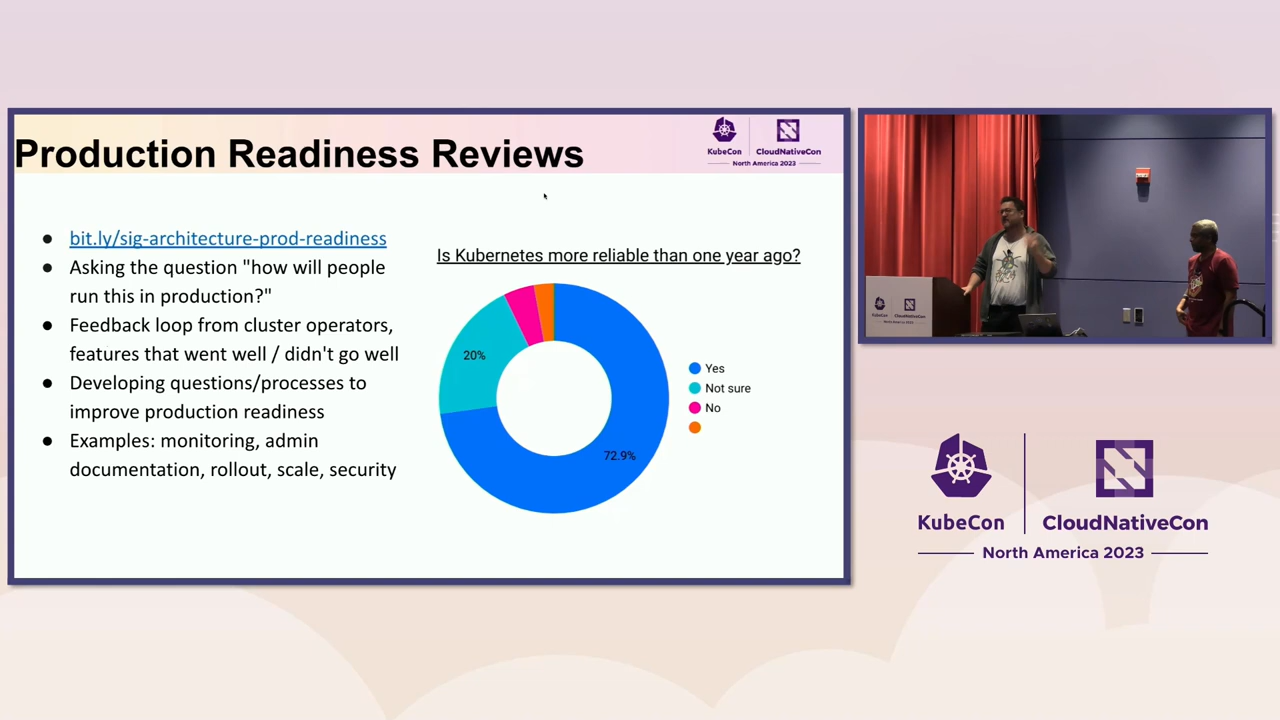 Production Readiness Reviews
KubeCon
CloudNativeCon
North America 2023
bit.ly/sig-architecture-prod-readiness
Asking the question "how will people
run this in production?"
Feedback loop from cluster operators,
features that went well / didn't go well
Developing questions/processes to
improve production readiness
Examples: monitoring, admin
documentation, rollout, scale, security
Is Kubernetes more reliable than one year ago?
20%
72.9%
Yes
Not sure
No
KubeCon
CloudNativeCon
North America 2023